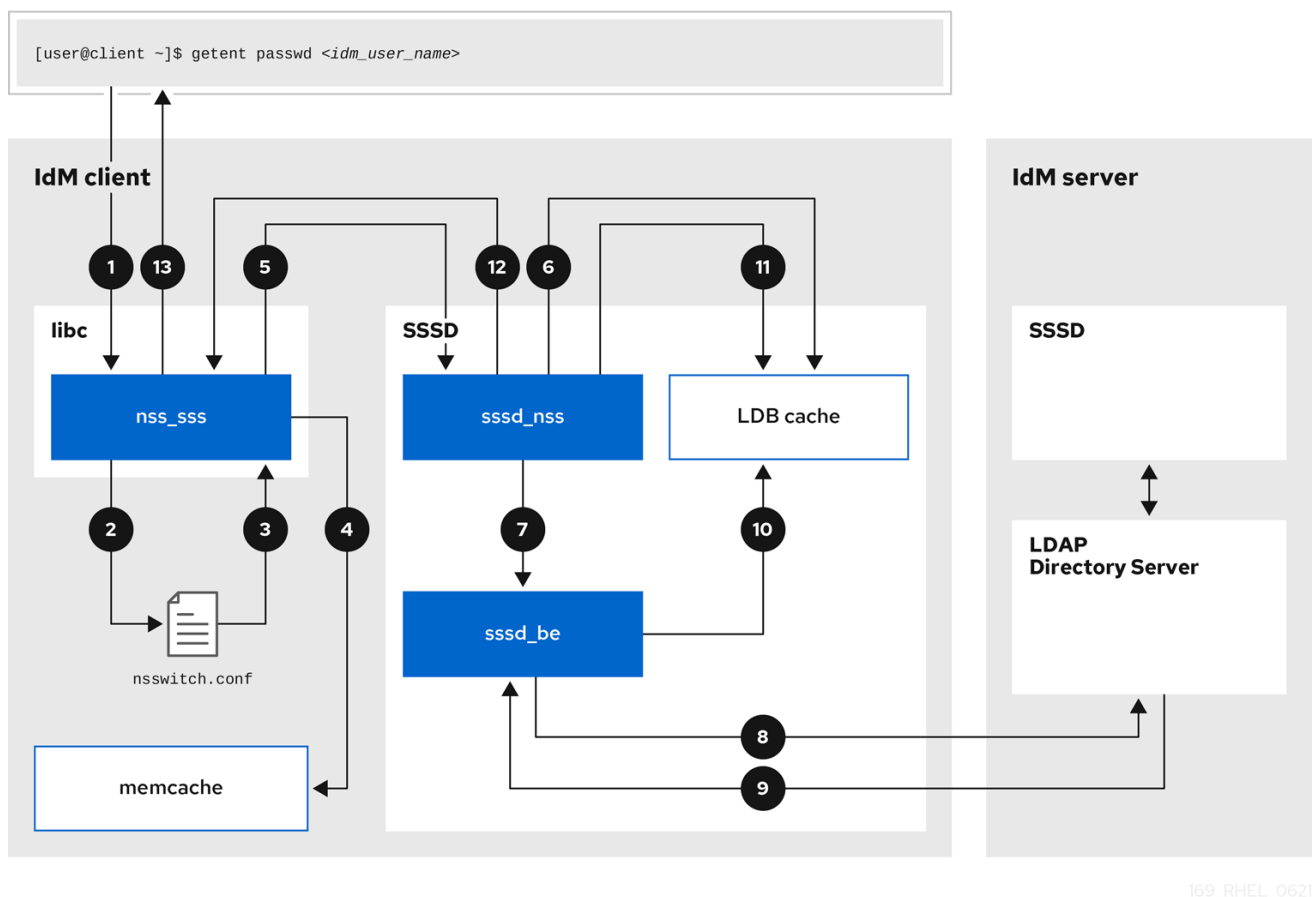 [user@client ~]$ getent passwd <idm_user_name>
IdM client
IdM server
1
13
5
12
6
11
libc
SSSD
SSSD
nss_sss
sssd_nss
LDB cache
2
3
4
7
10
LDAP
Directory Server
sssd_be
nsswitch.conf
8
memcache
9
169_RHEL_0621